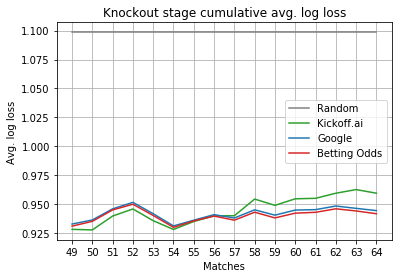 Knockout stage cumulative avg. log loss
Avg. log loss
1.100
1.075
1.050
1.025
1.000
0.975
0.950
0.925
Random
Kickoff.ai
Google
Betting Odds
49 50 51 52 53 54 55 56 57 58 59 60 61 62 63 64
Matches